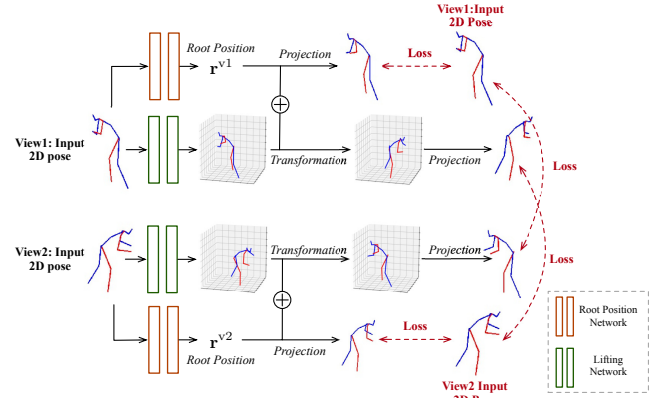 View1:Input
2D Pose
Root Position
Projection
Loss
r^v1
View1: Input
2D pose
Transformation
Projection
Loss
View2: Input
2D pose
Transformation
Projection
Loss
r^v2
Loss
Root Position
Projection
Root Position
Network
Lifting
Network
View2 Input